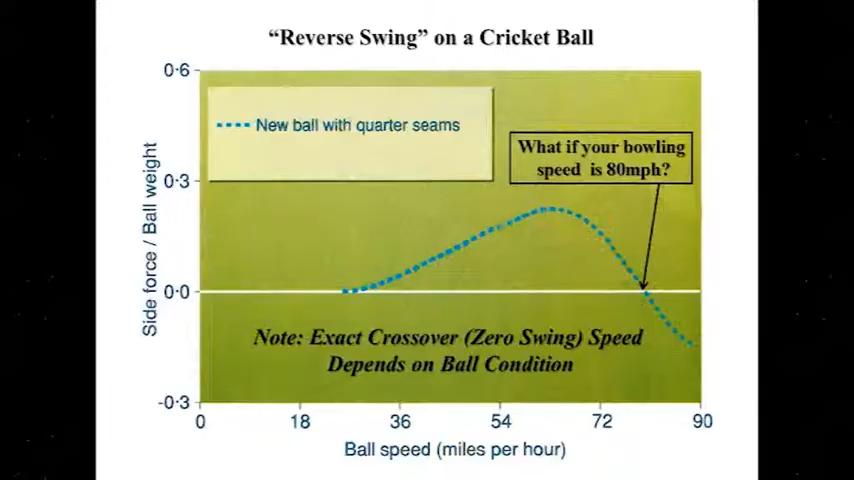 “Reverse Swing” on a Cricket Ball
0·6
New ball with quarter seams
What if your bowling
speed is 80mph?
0·3
Side force / Ball weight
0·0
Note: Exact Crossover (Zero Swing) Speed
Depends on Ball Condition
-0·3
0 18 36 54 72 90
Ball speed (miles per hour)